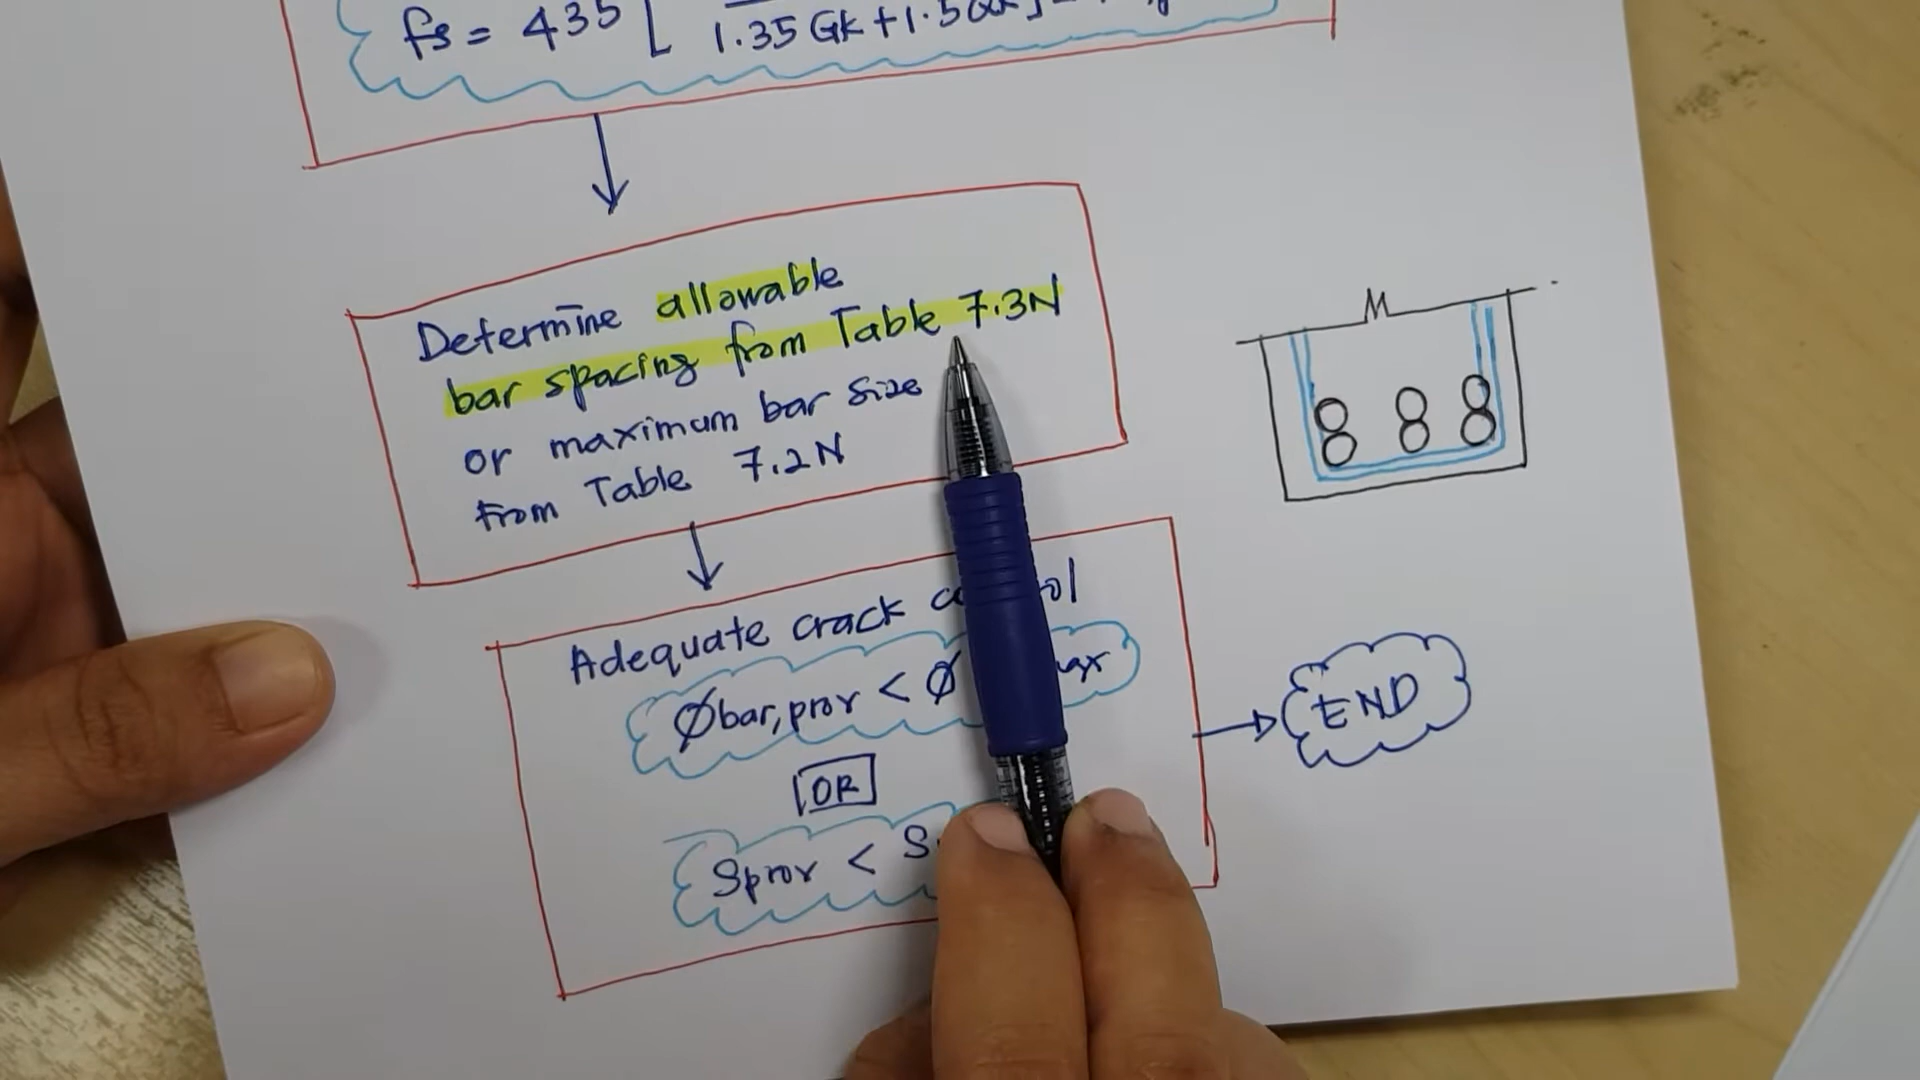 fs = 435 [
1.35 Gk + 1.5
Determine allowable
bar spacing from Table 7.3N
or maximum bar size
from Table 7.2N
Adequate crack
Øbar,prov < Ø
OR
Sprov < S
END